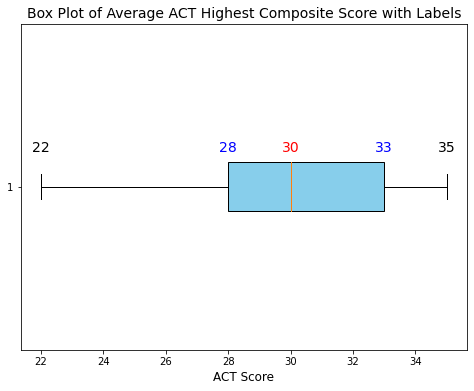 Box Plot of Average ACT Highest Composite Score with Labels
22 28 30 33 35
1
22 24 26 28 30 32 34
ACT Score